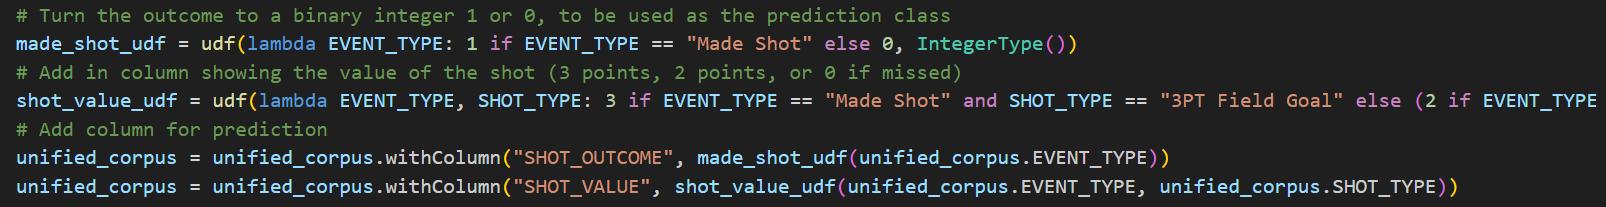 # Turn the outcome to a binary integer 1 or 0, to be used as the prediction class
made_shot_udf = udf(lambda EVENT_TYPE: 1 if EVENT_TYPE == "Made Shot" else 0, IntegerType())
# Add in column showing the value of the shot (3 points, 2 points, or 0 if missed)
shot_value_udf = udf(lambda EVENT_TYPE, SHOT_TYPE: 3 if EVENT_TYPE == "Made Shot" and SHOT_TYPE == "3PT Field Goal" else (2 if EVENT_TYPE
# Add column for prediction
unified_corpus = unified_corpus.withColumn("SHOT_OUTCOME", made_shot_udf(unified_corpus.EVENT_TYPE))
unified_corpus = unified_corpus.withColumn("SHOT_VALUE", shot_value_udf(unified_corpus.EVENT_TYPE, unified_corpus.SHOT_TYPE))